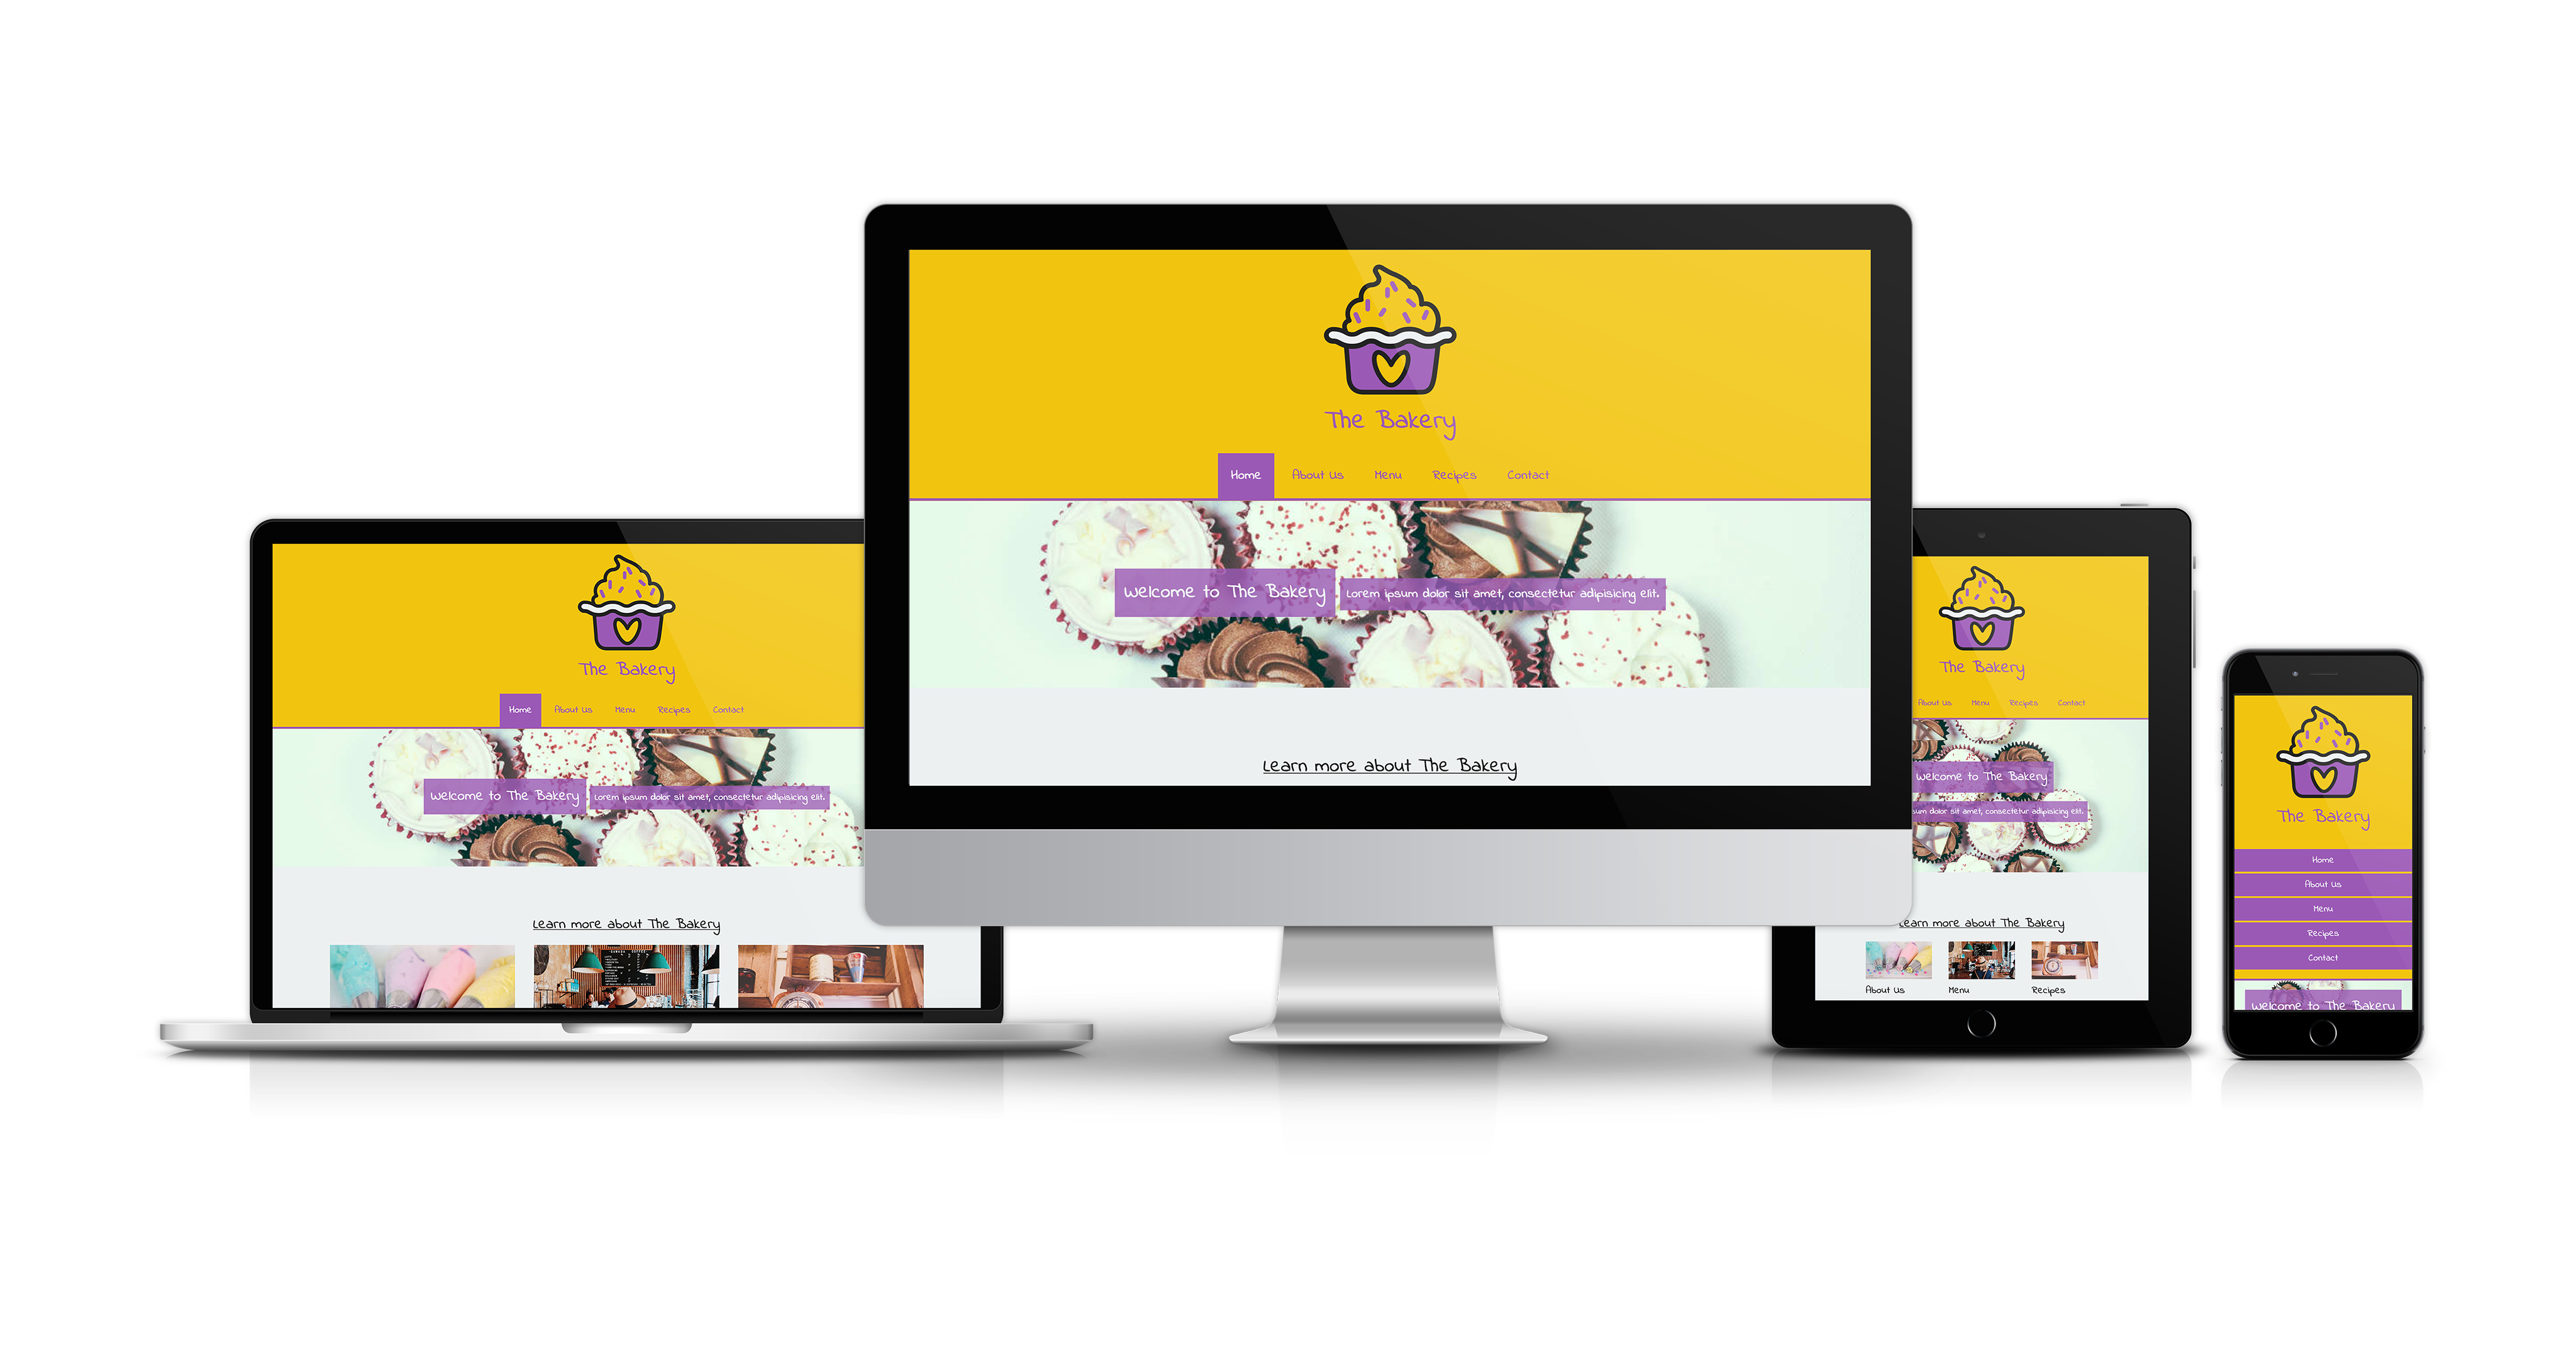 The Bakery
Home About Us Menu Recipes Contact
Welcome to The Bakery
Lorem ipsum dolor sit amet, consectetur adipisicing elit.
Learn more about The Bakery
The Bakery
Home About Us Menu Recipes Contact
Welcome to The Bakery
Lorem ipsum dolor sit amet, consectetur adipisicing elit.
Learn more about The Bakery
The Bakery
About Us Menu Recipes Contact
Welcome to The Bakery
dolor sit amet, consectetur adipisicing elit.
Learn more about The Bakery
About Us Menu Recipes
The Bakery
Home
About Us
Menu
Recipes
Contact
Welcome to The Bakery